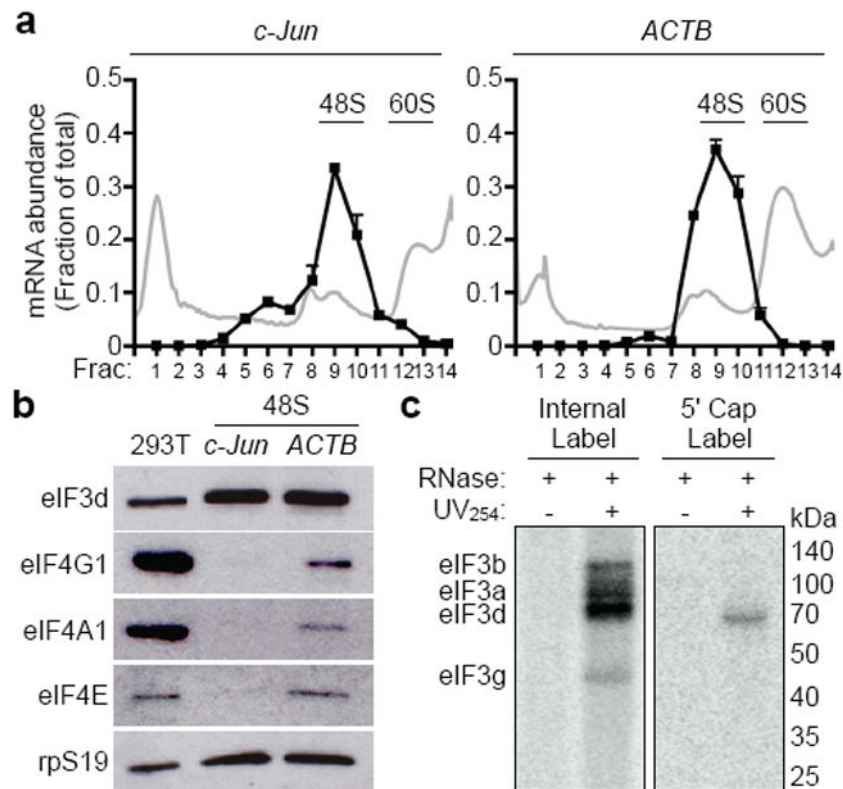 a
c-Jun
ACTB
mRNA abundance
(Fraction of total)
0.5
0.4
0.3
0.2
0.1
0
48S
60S
0.5
0.4
0.3
0.2
0.1
0
48S
60S
Frac: 1 2 3 4 5 6 7 8 9 10 11 12 13 14
1 2 3 4 5 6 7 8 9 10 11 12 13 14
b
48S
293T c-Jun ACTB
eIF3d
eIF4G1
eIF4A1
eIF4E
rpS19
c
Internal
Label
5' Cap
Label
RNase: + + + +
UV254: - + - +
kDa
eIF3b
eIF3a
eIF3d
eIF3g
140
100
70
50
40
35
25